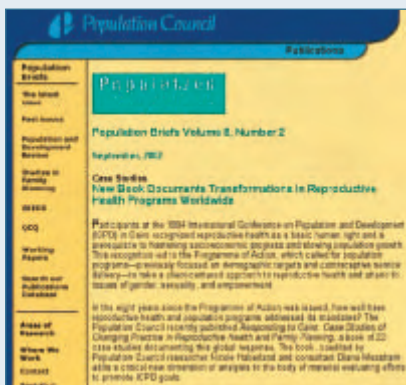 Population Council
Publications
Population
Briefs
The latest
issue
Past issues
Population and
Development
Review
Studies in
Family
Planning
QCQ
Working
Papers
Search our
Publications
Database
Areas of
Research
Where We
Work
Contact
Population
Population Briefs Volume 8, Number 2
September, 2002
Case Studies
New Book Documents Transformations in Reproductive
Health Programs Worldwide
Participants at the 1994 International Conference on Population and Development
(ICPD) in Cairo recognized reproductive health as a basic human right and a
prerequisite to hastening socioeconomic progress and slowing population growth.
This recognition led to the Programme of Action, which called for population
programs—previously focused on demographic targets and contraceptive service
delivery—to take a client-centered approach to reproductive health and attend to
issues of gender, sexuality, and empowerment.
In the eight years since the Programme of Action was issued, how well have
reproductive health and population programs addressed its mandates? The
Population Council recently published Responding to Cairo: Case Studies of
Changing Practice in Reproductive Health and Family Planning, a book of 22
case studies documenting this global response. The book, coedited by
Population Council researcher Nicole Haberland and consultant Diana Measham
adds a critical new dimension of analysis to the body of material evaluating efforts
to promote ICPD goals.